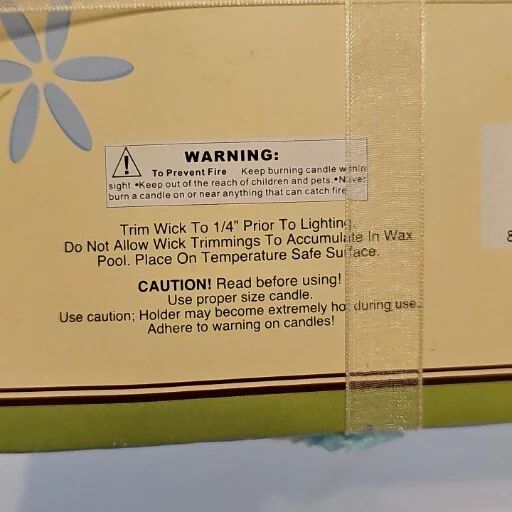 WARNING:
To Prevent Fire Keep burning candle within
sight.•Keep out of the reach of children and pets.•Never
burn a candle on or near anything that can catch fire
Trim Wick To 1/4" Prior To Lighting.
Do Not Allow Wick Trimmings To Accumulate In Wax
Pool. Place On Temperature Safe Surface.
CAUTION! Read before using!
Use proper size candle.
Use caution; Holder may become extremely hot during use.
Adhere to warning on candles!
8